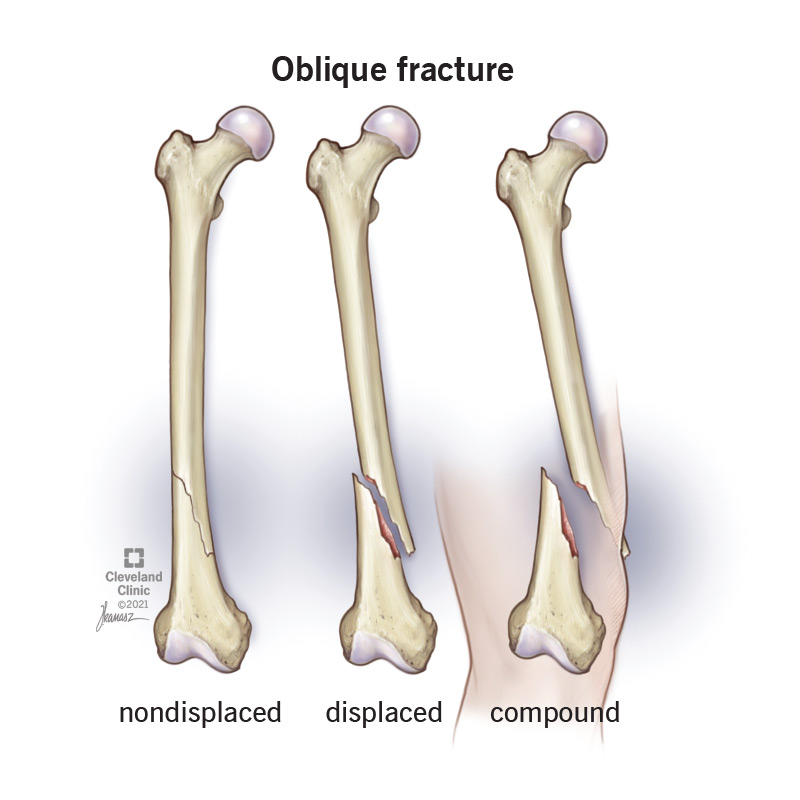 Oblique fracture
Cleveland
Clinic
©2021
nondisplaced displaced compound